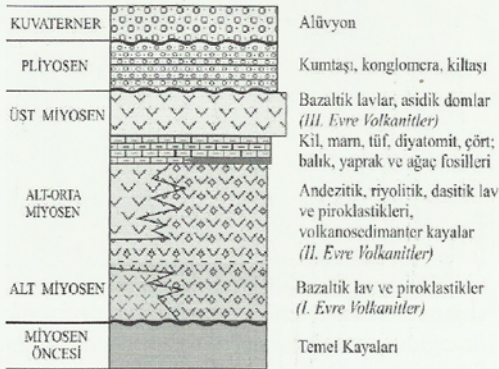 KUVATERNER
Alüvyon
PLİYOSEN
Kumtaşı, konglomera, kiltaşı
ÜST MİYOSEN
Bazaltik lavlar, asidik domlar
(III. Evre Volkanitler)
Kil, marn, tüf, diyatomit, çört;
balık, yaprak ve ağaç fosilleri
ALT-ORTA
MİYOSEN
Andezitik, riyolitik, dasitik lav
ve piroklastikleri,
volkanosedimanter kayalar
(II. Evre Volkanitler)
ALT MİYOSEN
Bazaltik lav ve piroklastikler
(I. Evre Volkanitler)
MİYOSEN
ÖNCESİ
Temel Kayaları